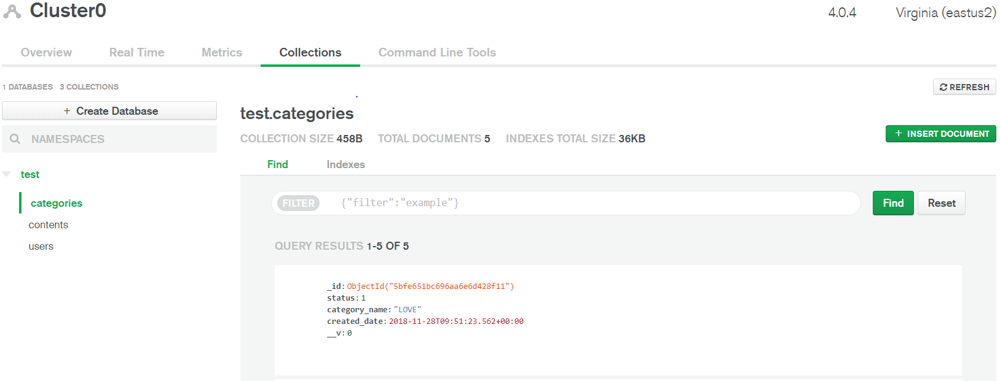 Cluster0
4.0.4 Virginia (eastus2)
Overview Real Time Metrics Collections Command Line Tools
1 DATABASES 3 COLLECTIONS
REFRESH
+ Create Database
NAMESPACES
test
categories
contents
users
test.categories
COLLECTION SIZE 458B TOTAL DOCUMENTS 5 INDEXES TOTAL SIZE 36KB
+ INSERT DOCUMENT
Find Indexes
FILTER {"filter":"example"}
Find Reset
QUERY RESULTS 1-5 OF 5
_id:ObjectId("5bfe651bc696aa6e6d428f11")
status:1
category_name:"LOVE"
created_date:2018-11-28T09:51:23.562+00:00
__v:0